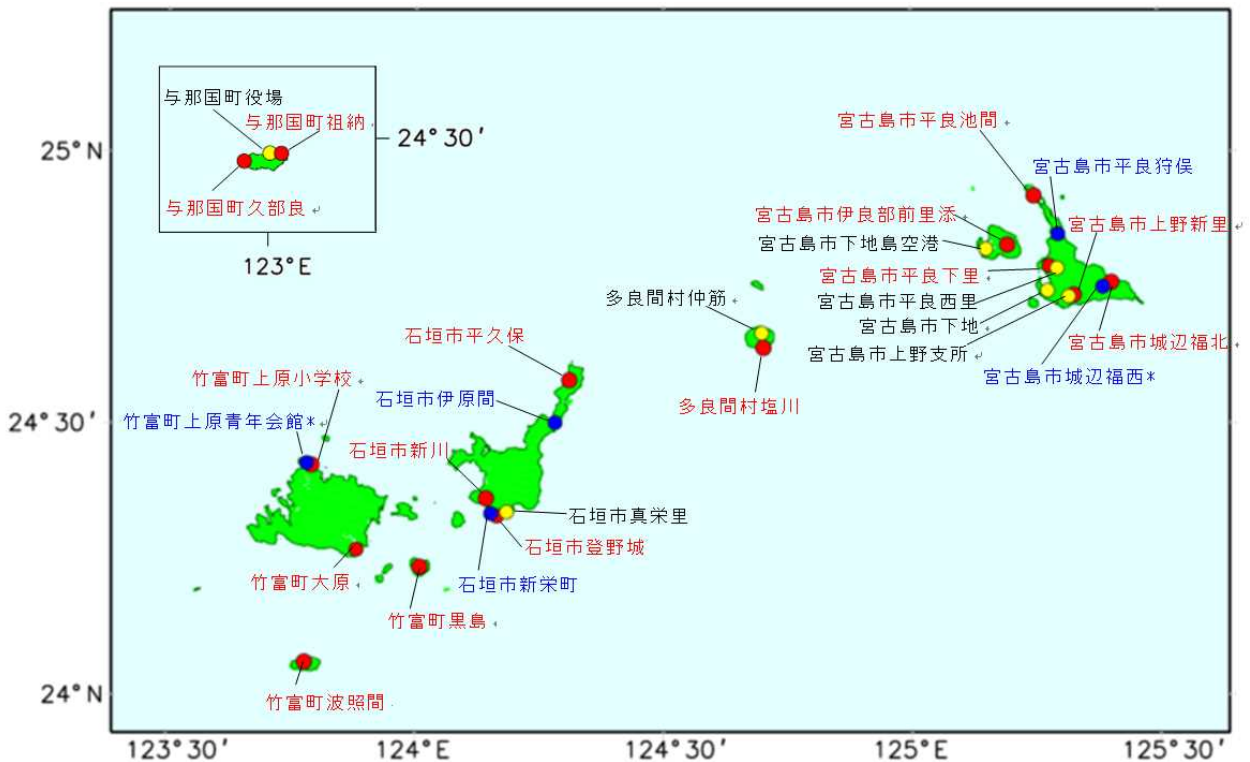 与那国町役場
与那国町祖納
24°30′
与那国町久部良
123°E
25°N
宮古島市平良池間
宮古島市平良狩俣
宮古島市伊良部前里添
宮古島市上野新里
宮古島市下地島空港
宮古島市平良下里
多良間村仲筋
宮古島市平良西里
宮古島市下地
石垣市平久保
宮古島市上野支所
宮古島市城辺福北
竹富町上原小学校
宮古島市城辺福西*
石垣市伊原間
多良間村塩川
竹富町上原青年会館*
24°30′
石垣市新川
石垣市真栄里
石垣市登野城
竹富町大原
石垣市新栄町
竹富町黒島
24°N
竹富町波照間
123°30′
124°E
124°30′
125°E
125°30′